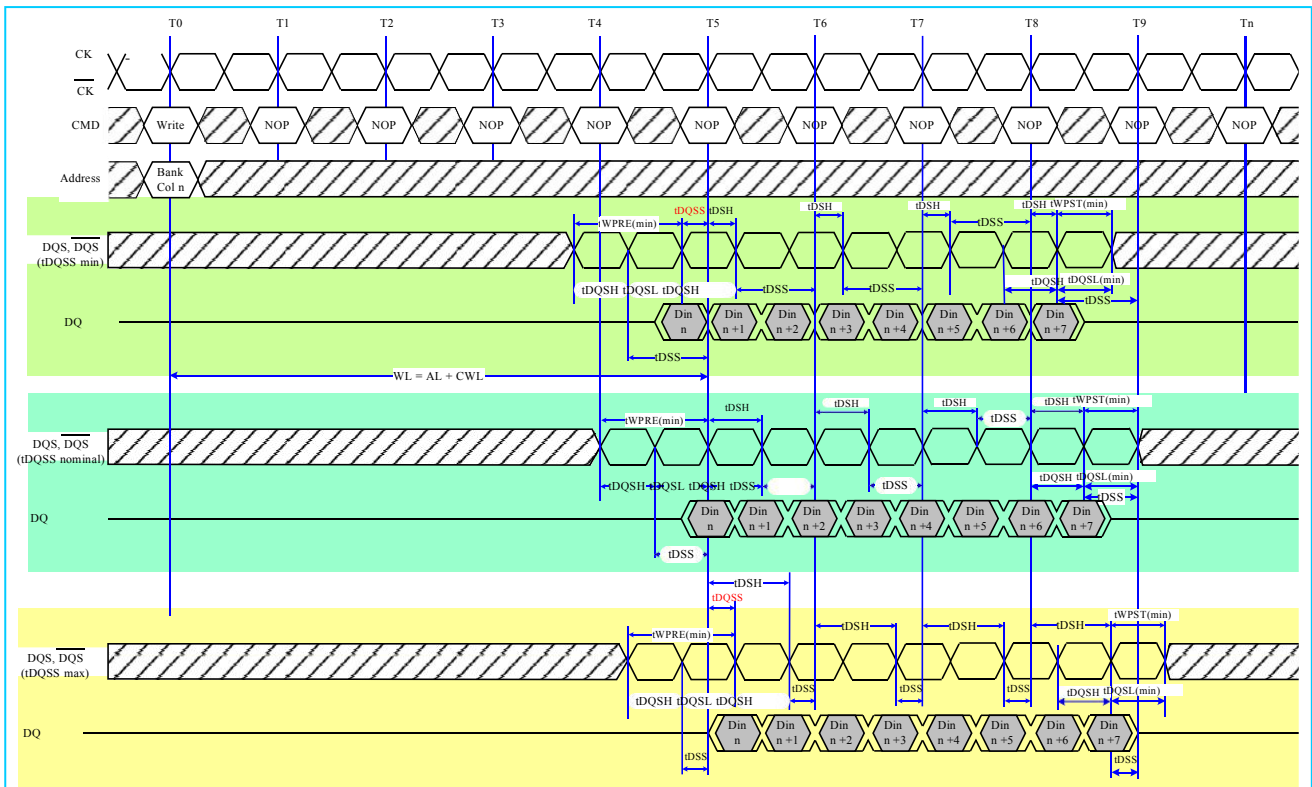 T0 T1 T2 T3 T4 T5 T6 T7 T8 T9 Tn
CK
CK
CMD Write NOP NOP NOP NOP NOP NOP NOP NOP NOP NOP
Address Bank
Col n
tDSH tDSH tDSH tWPST(min)
tWPRE(min) tDQSS tDSH tDSS
DQS, DQS
(tDQSS min)
tDQSH tDQSL tDQSH tDSS tDSS tDQSH tDQSL(min)
tDSS
DQ Din Din Din Din Din Din Din Din
n n +1 n +2 n +3 n +4 n +5 n +6 n +7
tDSS
WL = AL + CWL
tWPRE(min) tDSH tDSH tDSH tDSS tDSH tWPST(min)
DQS, DQS
(tDQSS nominal)
tDQSH tDQSL tDQSH tDSS tDSS tDQSH tDQSL(min)
tDSS
DQ Din Din Din Din Din Din Din Din
n n +1 n +2 n +3 n +4 n +5 n +6 n +7
tDSS
tDSH
tDQSS
tWPRE(min) tDSH tDSH tDSH tWPST(min)
DQS, DQS
(tDQSS max)
tDQSH tDQSL tDQSH tDSS tDSS tDSS tDQSH tDQSL(min)
DQ Din Din Din Din Din Din Din Din
n n +1 n +2 n +3 n +4 n +5 n +6 n +7
tDSS tDSS